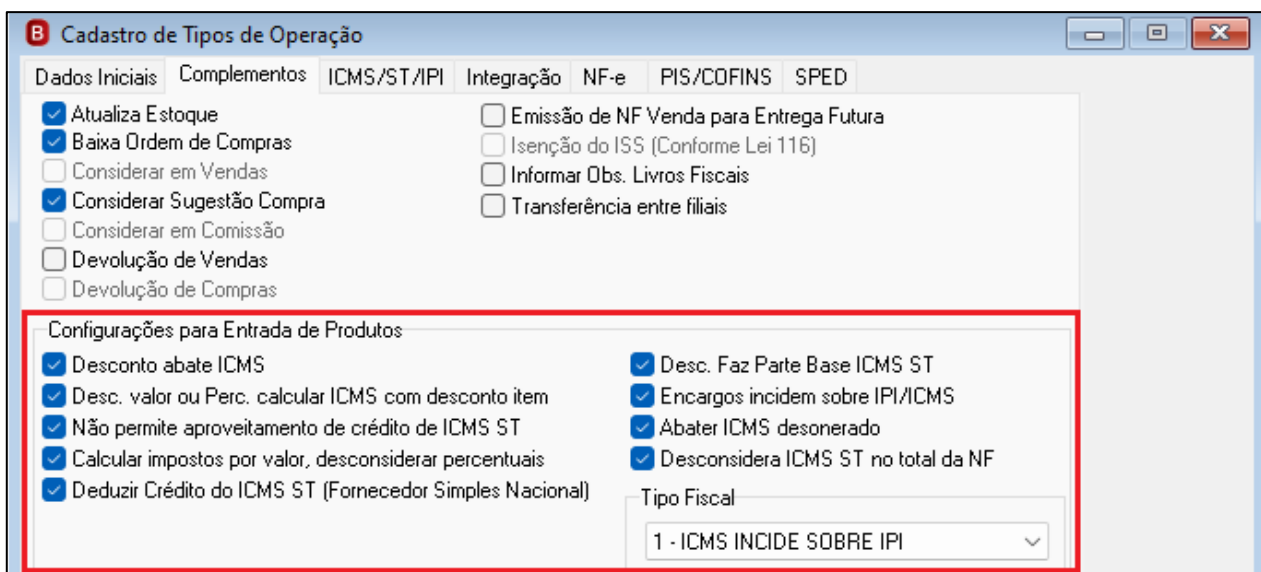 B Cadastro de Tipos de Operação
Dados Iniciais Complementos ICMS/ST/IPI Integração NF-e PIS/COFINS SPED
Atualiza Estoque
Baixa Ordem de Compras
Considerar em Vendas
Considerar Sugestão Compra
Considerar em Comissão
Devolução de Vendas
Devolução de Compras
Emissão de NF Venda para Entrega Futura
Isenção do ISS (Conforme Lei 116)
Informar Obs. Livros Fiscais
Transferência entre filiais
Configurações para Entrada de Produtos
Desconto abate ICMS
Desc. valor ou Perc. calcular ICMS com desconto item
Não permite aproveitamento de crédito de ICMS ST
Calcular impostos por valor, desconsiderar percentuais
Deduzir Crédito do ICMS ST (Fornecedor Simples Nacional)
Desc. Faz Parte Base ICMS ST
Encargos incidem sobre IPI/ICMS
Abater ICMS desonerado
Desconsidera ICMS ST no total da NF
Tipo Fiscal
1 - ICMS INCIDE SOBRE IPI